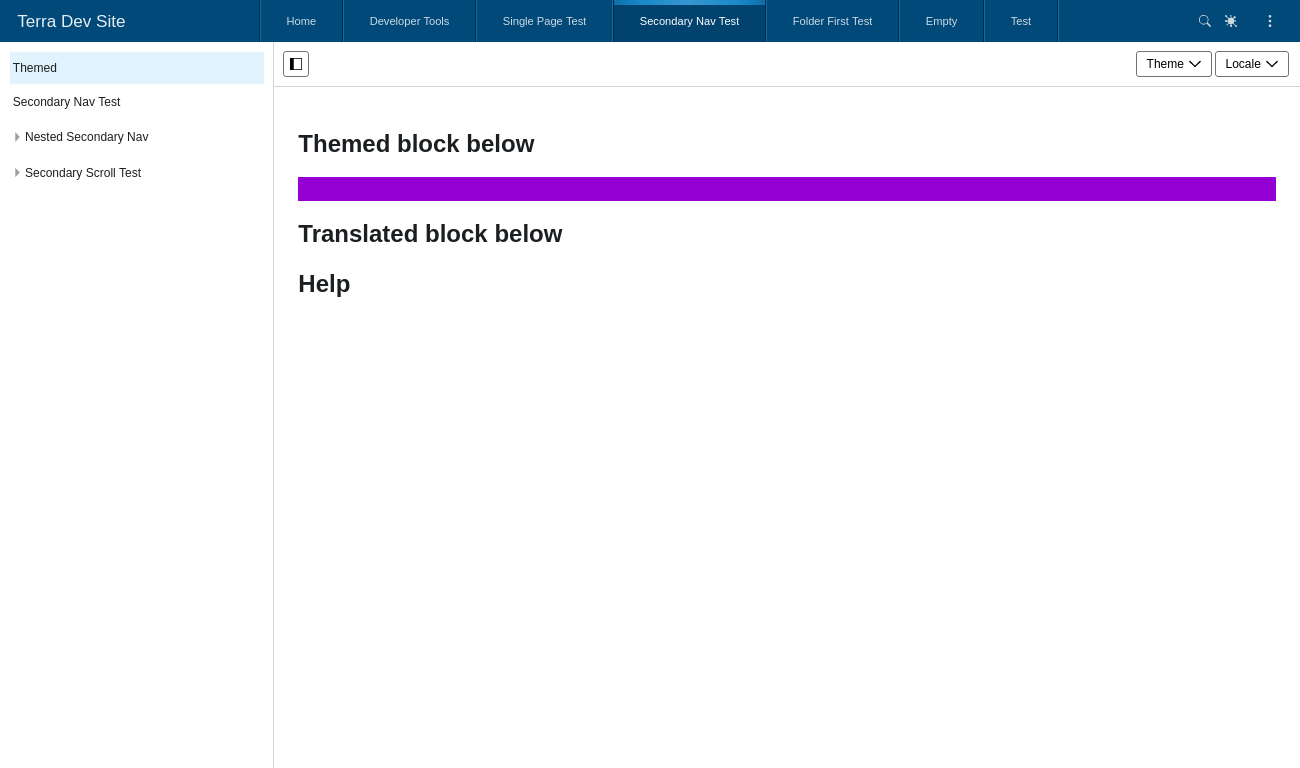 Terra Dev Site
Home
Developer Tools
Single Page Test
Secondary Nav Test
Folder First Test
Empty
Test
Themed
Secondary Nav Test
Nested Secondary Nav
Secondary Scroll Test
Theme
Locale
Themed block below
Translated block below
Help